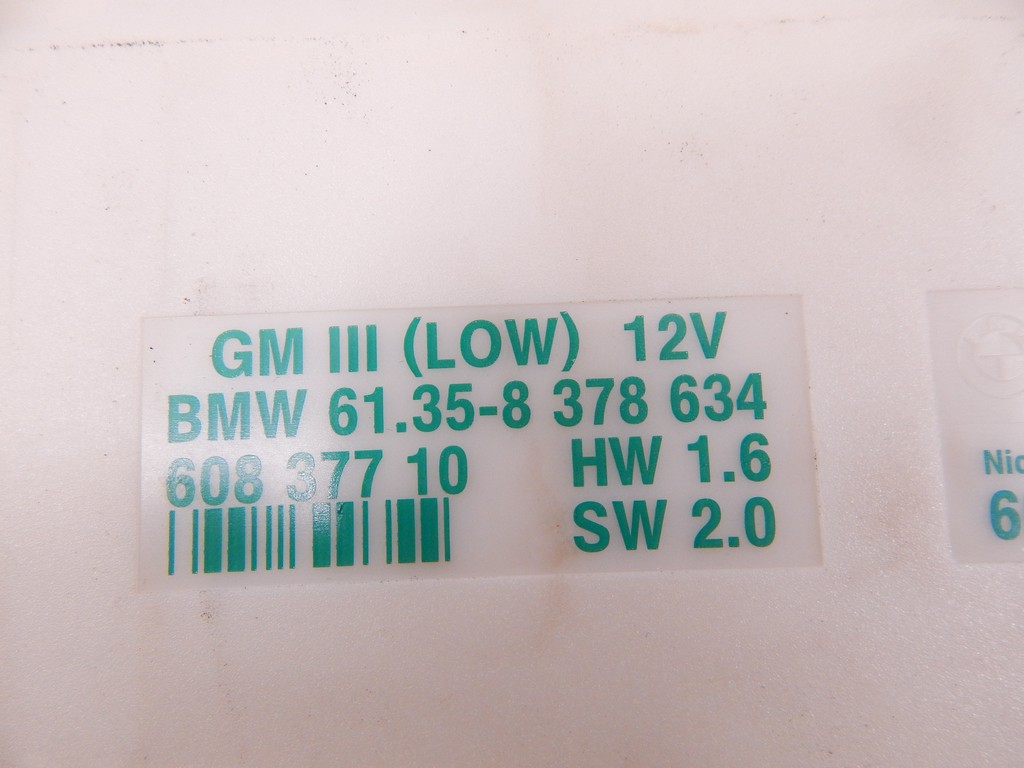 GM III (LOW) 12V
BMW 61.35-8 378 634
608 377 10 HW 1.6
SW 2.0